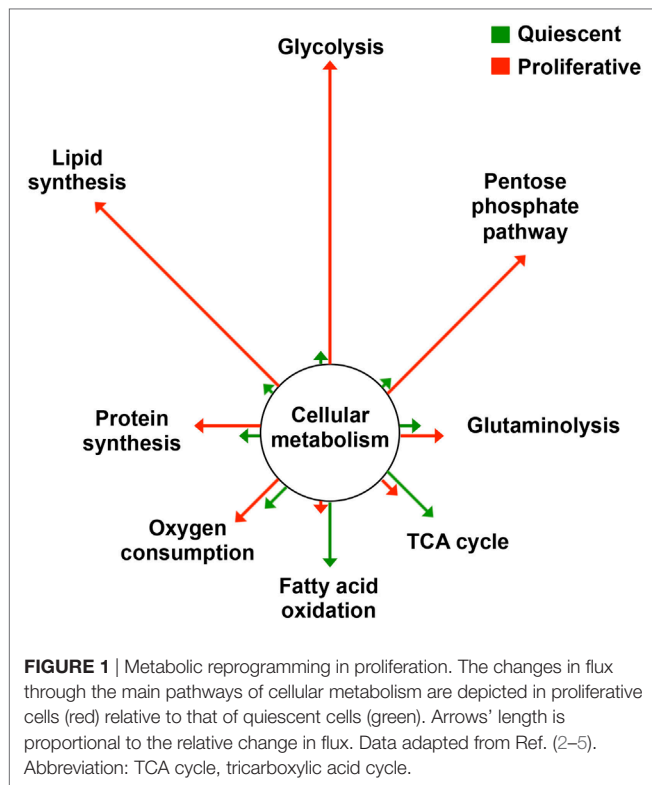 Glycolysis
Quiescent
Proliferative
Lipid
synthesis
Pentose
phosphate
pathway
Protein
synthesis
Cellular
metabolism
Glutaminolysis
Oxygen
consumption
TCA cycle
Fatty acid
oxidation
FIGURE 1 | Metabolic reprogramming in proliferation. The changes in flux
through the main pathways of cellular metabolism are depicted in proliferative
cells (red) relative to that of quiescent cells (green). Arrows’ length is
proportional to the relative change in flux. Data adapted from Ref. (2–5).
Abbreviation: TCA cycle, tricarboxylic acid cycle.